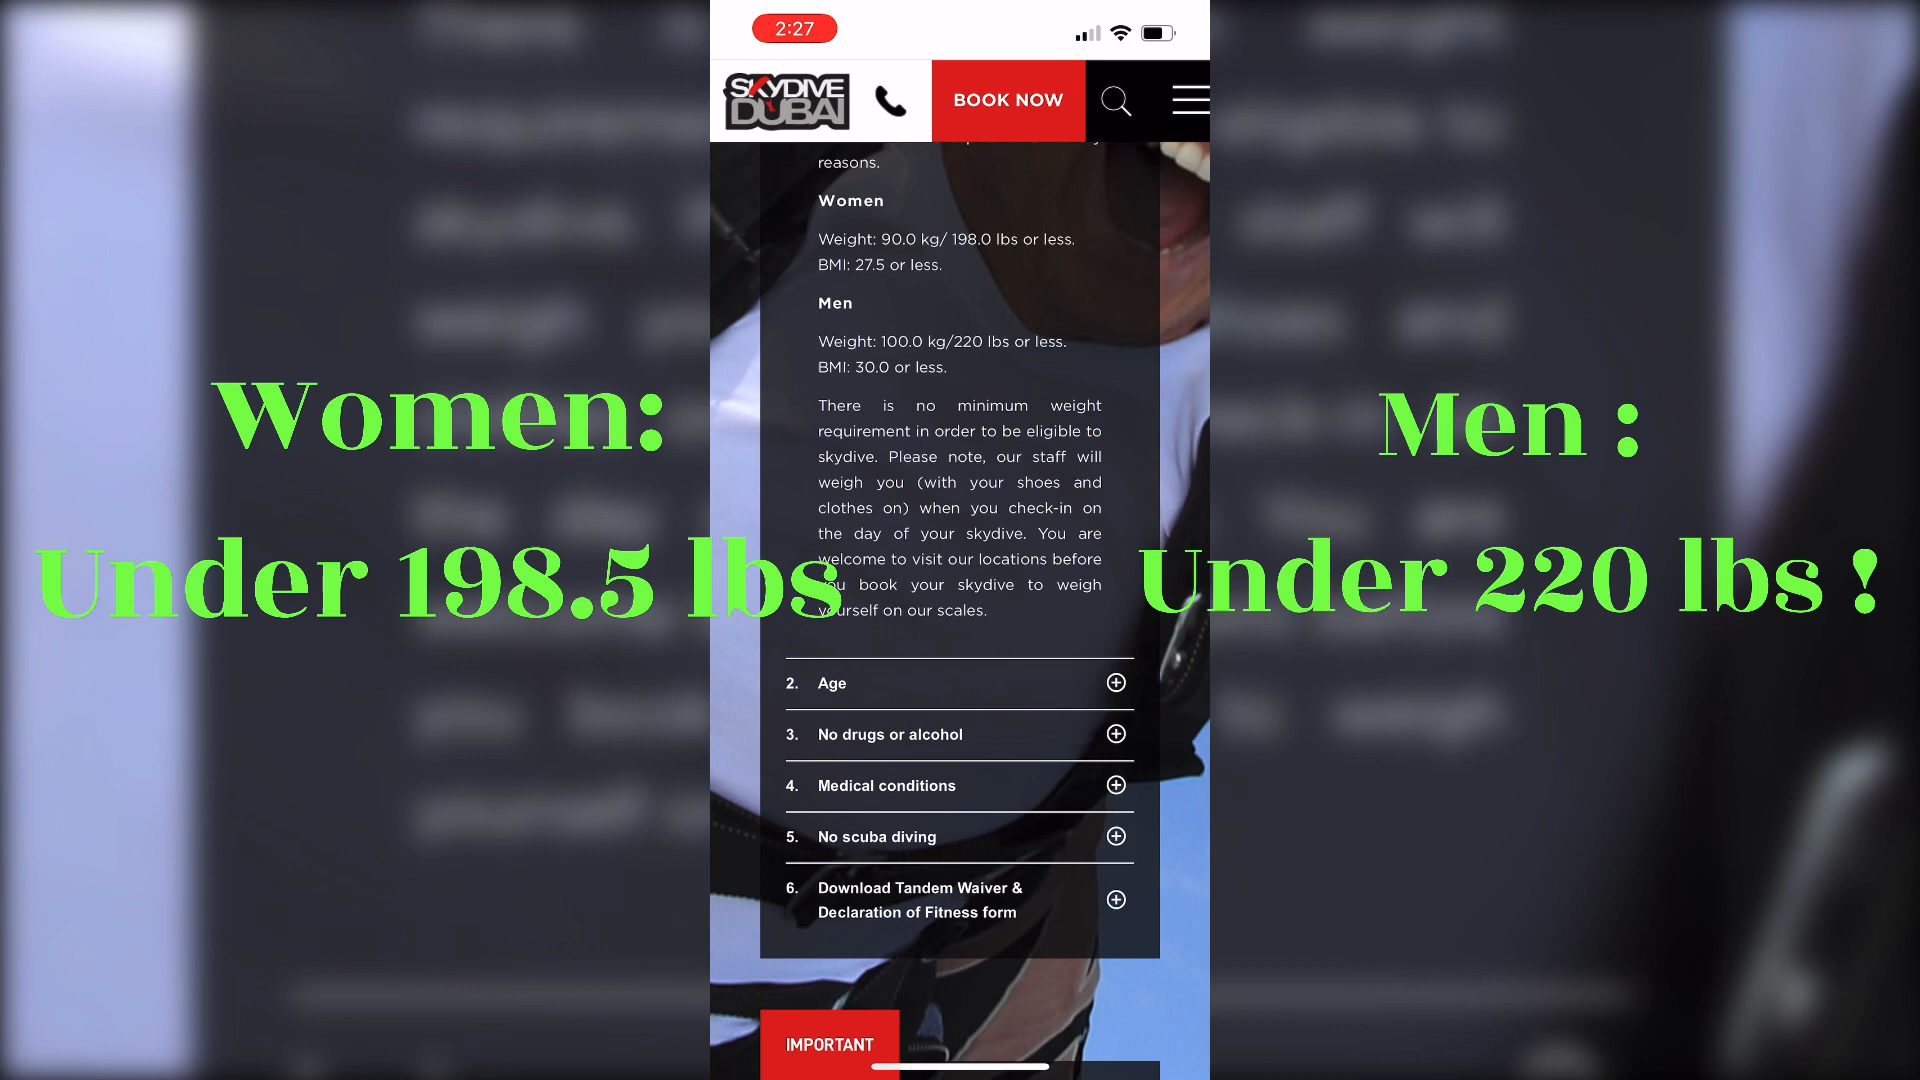 2:27
SKYDIVE
DUBAI
BOOK NOW
reasons.
Women
Weight: 90.0 kg/ 198.0 lbs or less.
BMI: 27.5 or less.
Men
Weight: 100.0 kg/220 lbs or less.
BMI: 30.0 or less.
There is no minimum weight
requirement in order to be eligible to
skydive. Please note, our staff will
weigh you (with your shoes and
clothes on) when you check-in on
the day of your skydive. You are
welcome to visit our locations before
you book your skydive to weigh
yourself on our scales.
2. Age
3. No drugs or alcohol
4. Medical conditions
5. No scuba diving
6. Download Tandem Waiver &
Declaration of Fitness form
IMPORTANT
Women:
Under 198.5 lbs
Men :
Under 220 lbs !